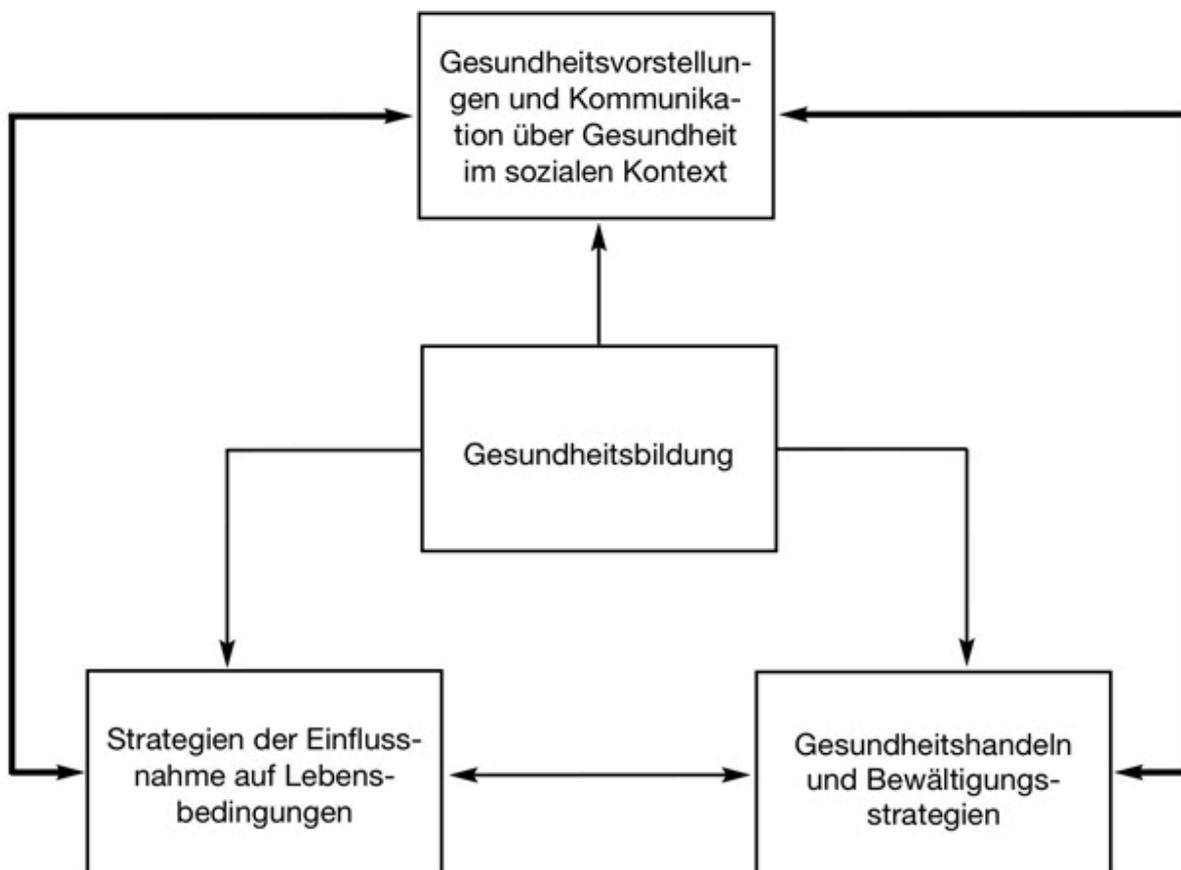 Gesundheitsvorstellun-
gen und Kommunika-
tion über Gesundheit
im sozialen Kontext
Gesundheitsbildung
Strategien der Einfluss-
nahme auf Lebens-
bedingungen
Gesundheitshandeln
und Bewältigungs-
strategien